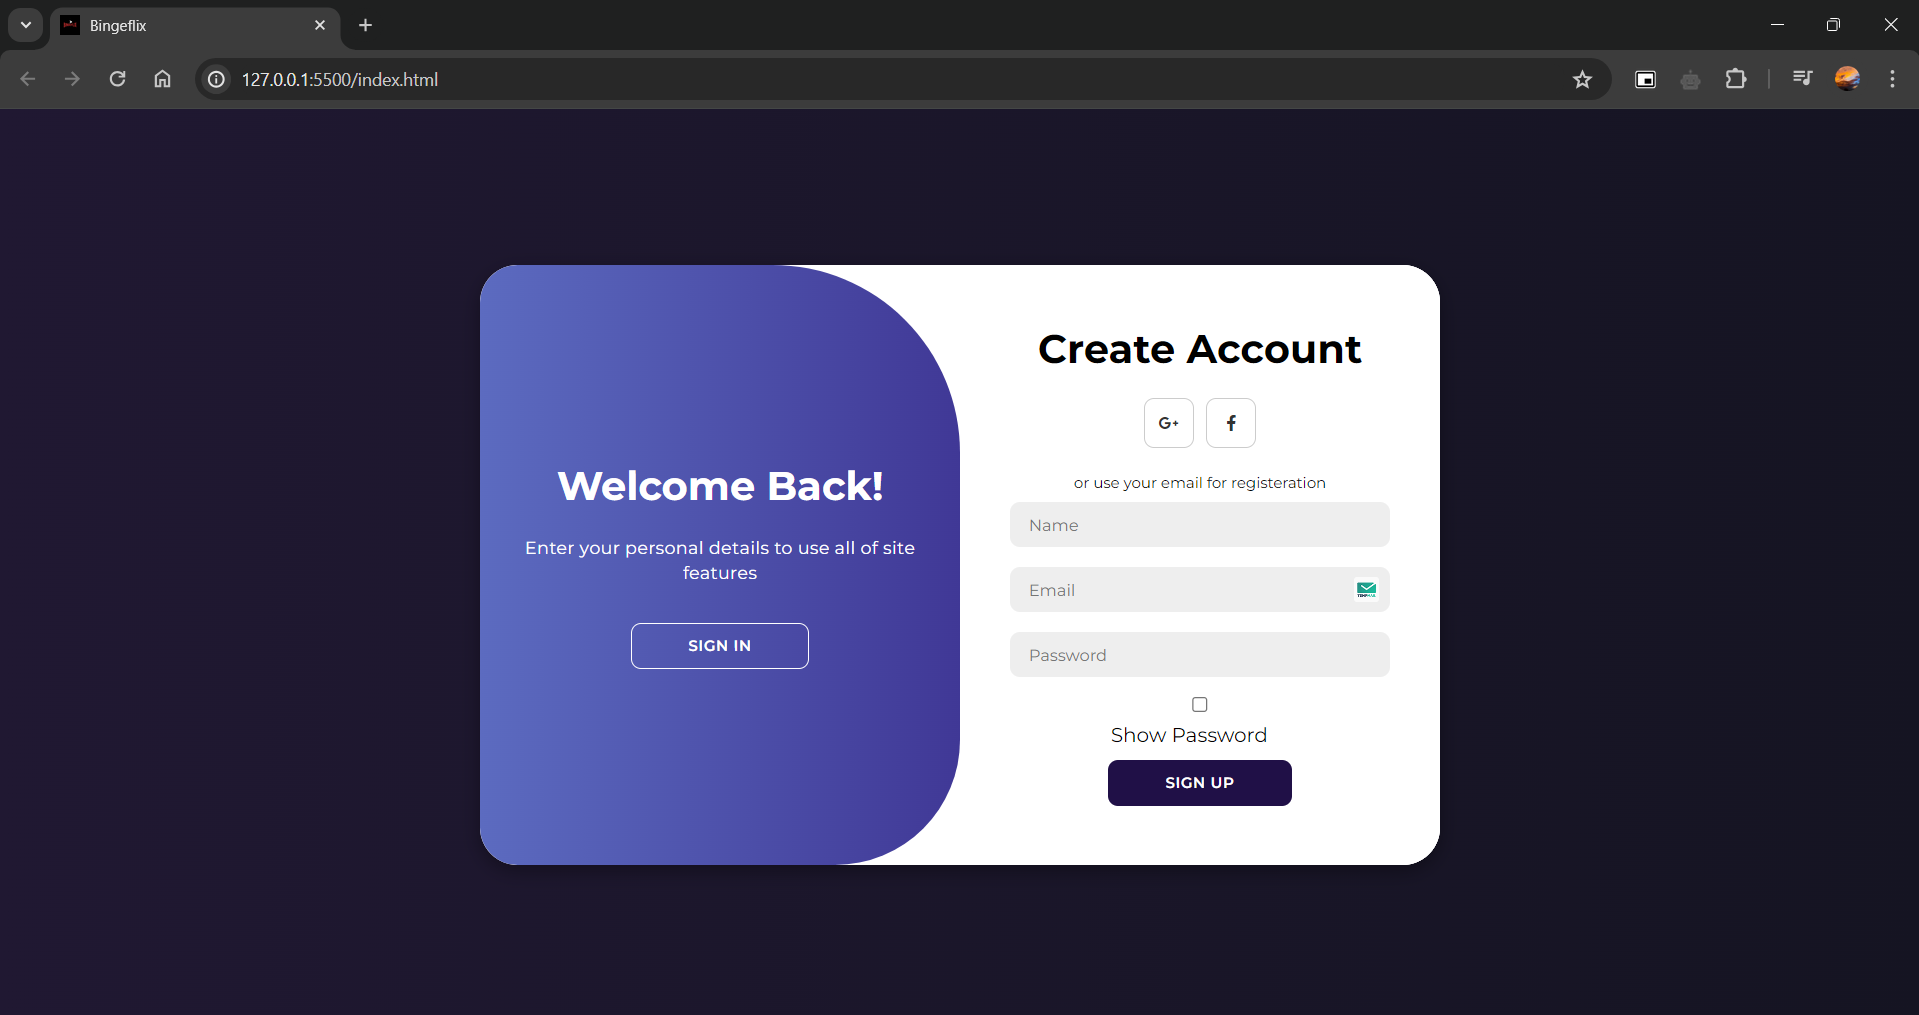 Bingeflix
127.0.0.1:5500/index.html
Welcome Back!
Enter your personal details to use all of site
features
SIGN IN
Create Account
G+
f
or use your email for registeration
Name
Email
Password
Show Password
SIGN UP